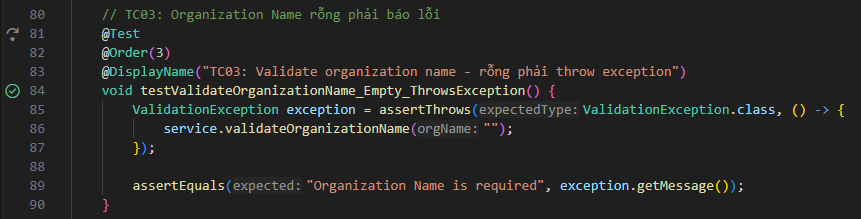 80 // TC03: Organization Name rỗng phải báo lỗi
81 @Test
82 @Order(3)
83 @DisplayName("TC03: Validate organization name - rỗng phải throw exception")
84 void testValidateOrganizationName_Empty_ThrowsException() {
85 ValidationException exception = assertThrows(expectedType: ValidationException.class, () -> {
86 service.validateOrganizationName(orgName: "");
87 });
88
89 assertEquals(expected: "Organization Name is required", exception.getMessage());
90 }